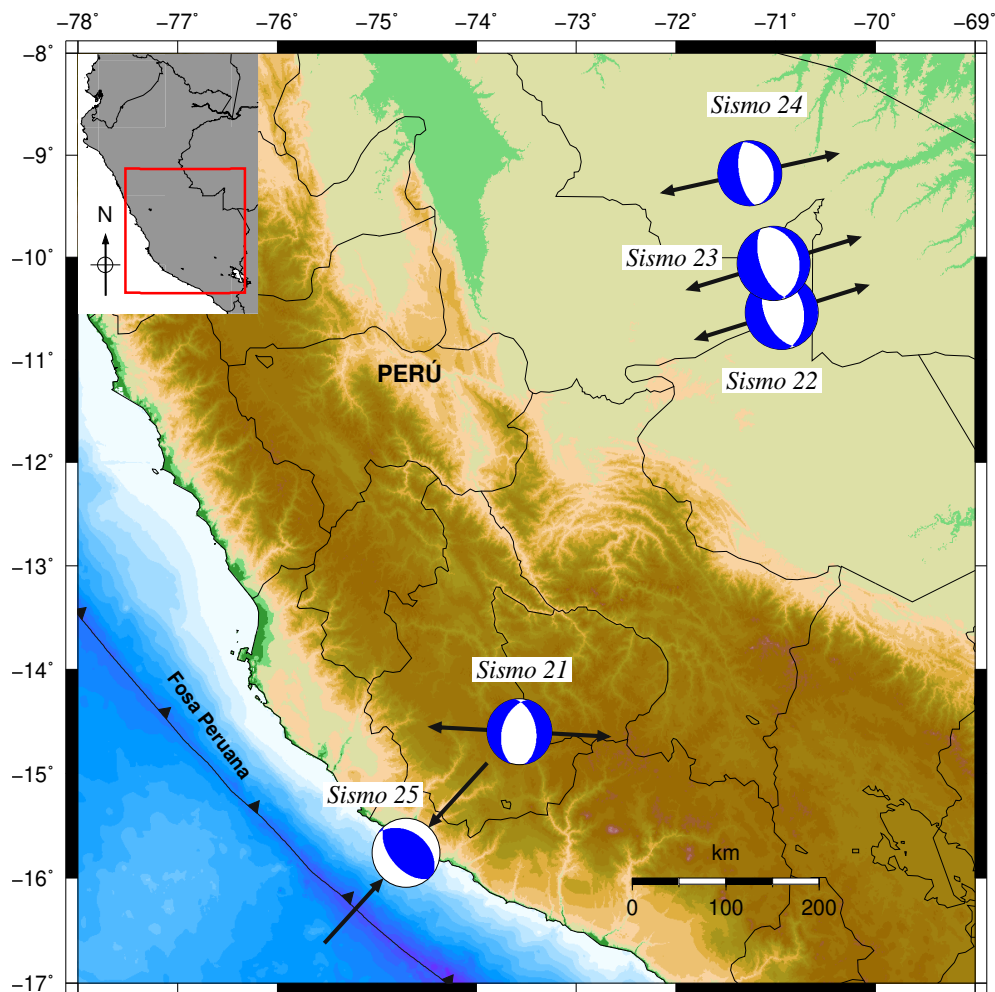 −78 −77 −76 −75 −74 −73 −72 −71 −70 −69
−8˚
−9˚
−10˚
−11˚
−12˚
−13˚
−14˚
−15˚
−16˚
−17˚
N
Sismo 24
Sismo 23
Sismo 22
PERÚ
Sismo 21
Fosa Peruana
Sismo 25
km
0 100 200